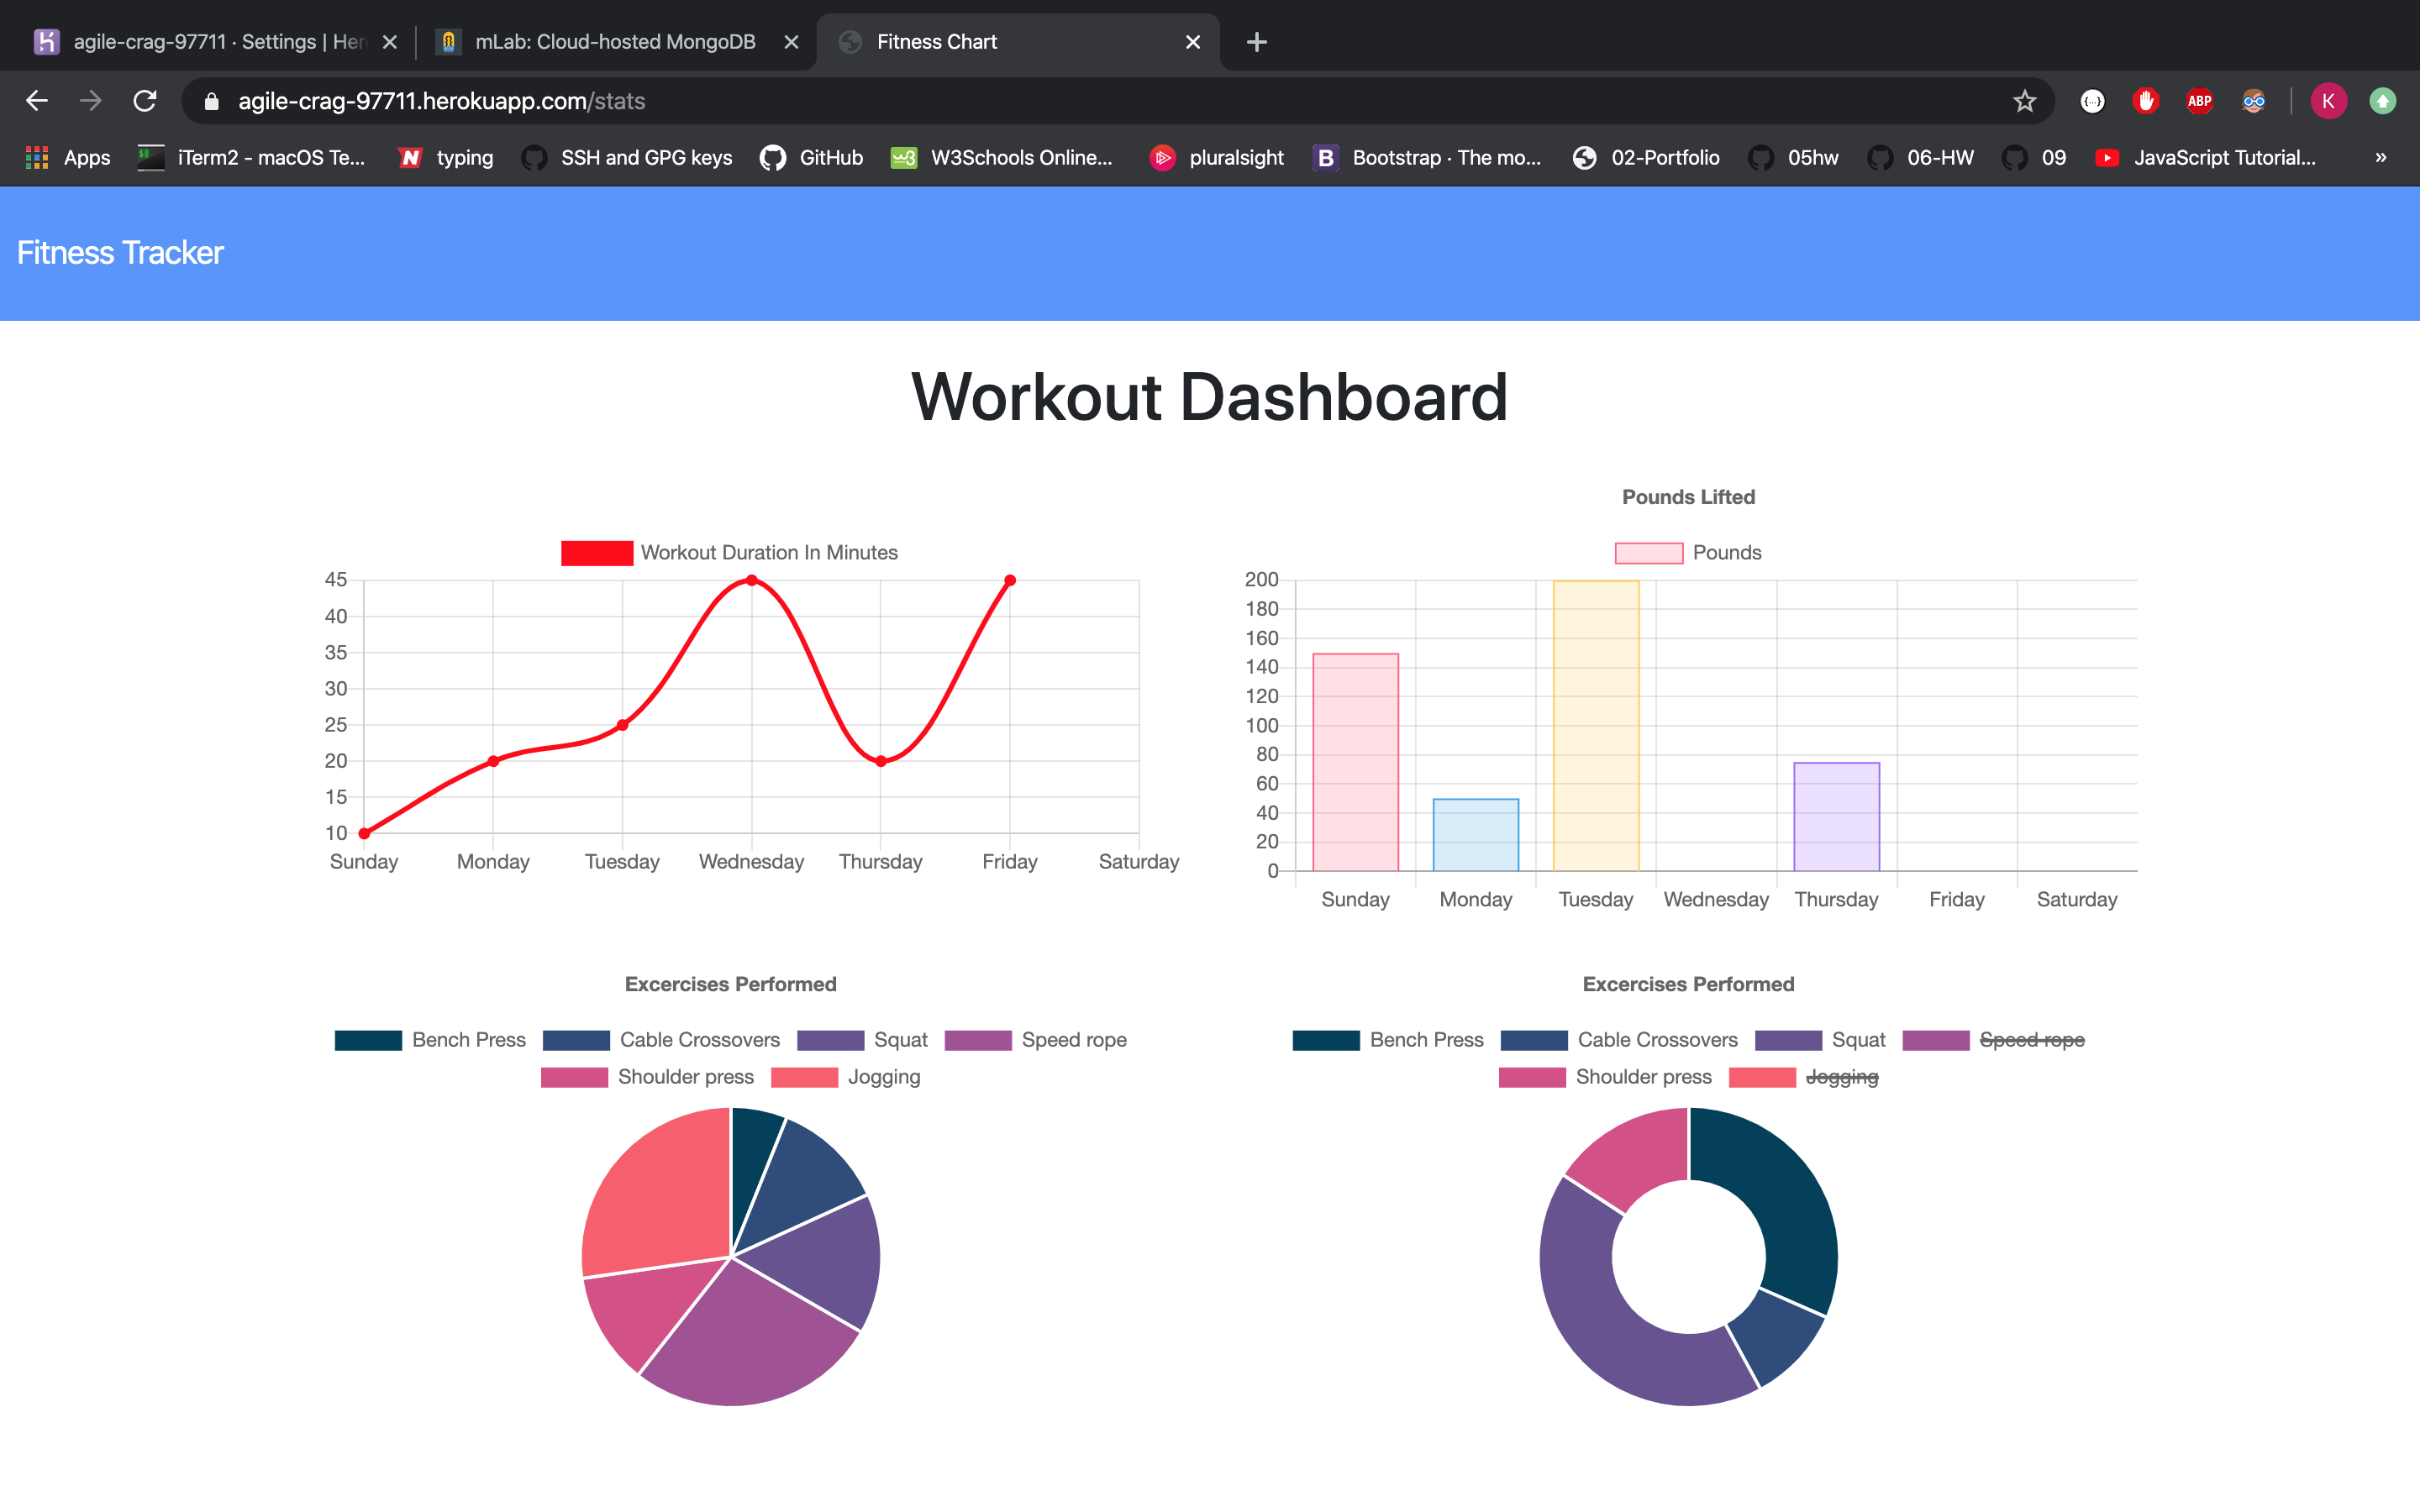 agile-crag-97711 · Settings | Her
mLab: Cloud-hosted MongoDB
Fitness Chart
agile-crag-97711.herokuapp.com/stats
ABP
K
Apps
iTerm2 - macOS Te...
typing
SSH and GPG keys
GitHub
W3Schools Online...
pluralsight
Bootstrap · The mo...
02-Portfolio
05hw
06-HW
09
JavaScript Tutorial...
»
Fitness Tracker
Workout Dashboard
Workout Duration In Minutes
45
40
35
30
25
20
15
10
Sunday Monday Tuesday Wednesday Thursday Friday Saturday
Pounds Lifted
Pounds
200
180
160
140
120
100
80
60
40
20
0
Sunday Monday Tuesday Wednesday Thursday Friday Saturday
Excercises Performed
Bench Press Cable Crossovers Squat Speed rope
Shoulder press Jogging
Excercises Performed
Bench Press Cable Crossovers Squat Speed rope
Shoulder press Jogging